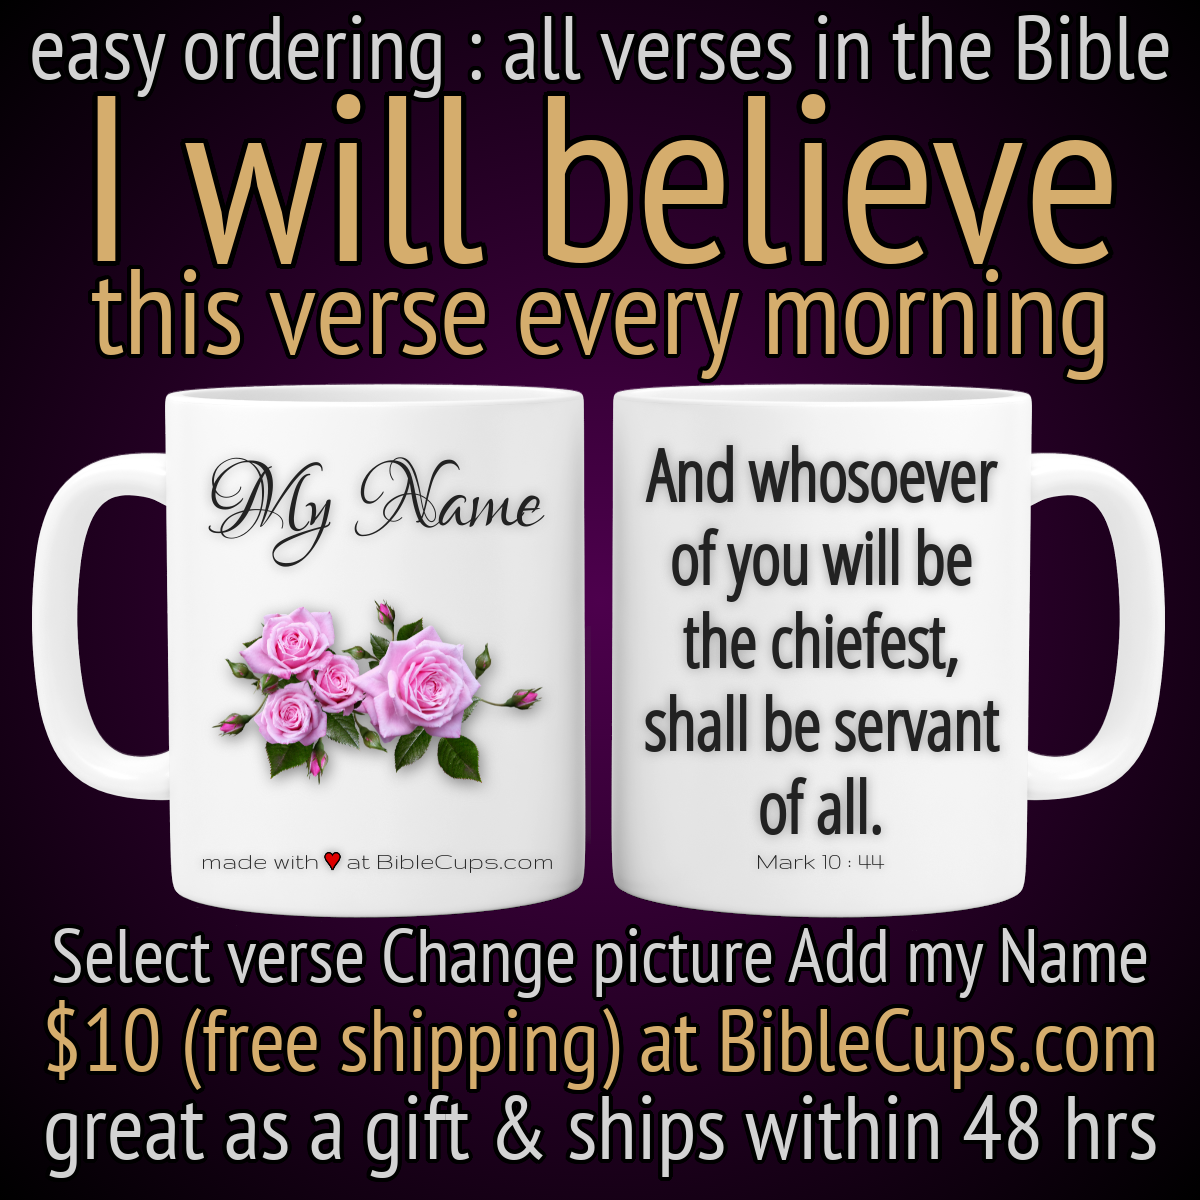 easy ordering : all verses in the Bible
I will believe
this verse every morning
My Name
made with ❤ at BibleCups.com
And whosoever
of you will be
the chiefest,
shall be servant
of all.
Mark 10 : 44
Select verse Change picture Add my Name
$10 (free shipping) at BibleCups.com
great as a gift & ships within 48 hrs